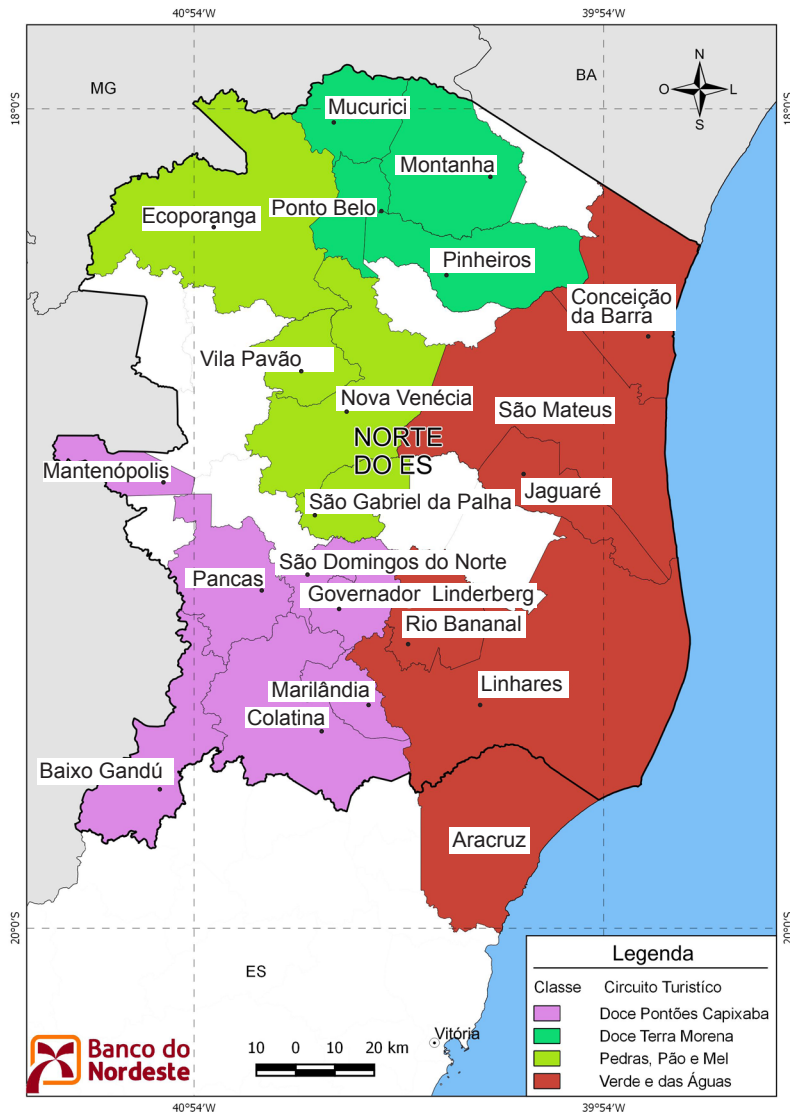 40°54'W
39°54'W
MG
BA
N
O
L
S
18°0'S
18°0'S
Mucurici
Montanha
Ponto Belo
Ecoporanga
Pinheiros
Conceição
da Barra
Vila Pavão
Nova Venécia
São Mateus
NORTE
DO ES
Mantenópolis
Jaguaré
São Gabriel da Palha
São Domingos do Norte
Pancas
Governador Linderberg
Rio Bananal
Marilândia
Linhares
Colatina
Baixo Gandú
Aracruz
20°0'S
20°0'S
ES
Legenda
Classe Circuito Turistíco
Doce Pontões Capixaba
Doce Terra Morena
Pedras, Pão e Mel
Verde e das Águas
Vitória
Banco do
Nordeste
10 0 10 20 km
40°54'W
39°54'W